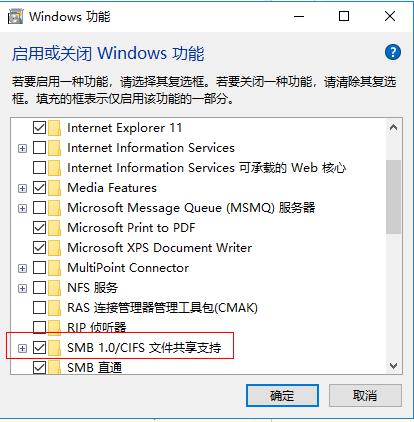 Windows 功能
启用或关闭 Windows 功能
若要启用一种功能，请选择其复选框。若要关闭一种功能，请清除其复选
框。填充的框表示仅启用该功能的一部分。
Internet Explorer 11
Internet Information Services
Internet Information Services 可承载的 Web 核心
Media Features
Microsoft Message Queue (MSMQ) 服务器
Microsoft Print to PDF
Microsoft XPS Document Writer
MultiPoint Connector
NFS 服务
RAS 连接管理器管理工具包(CMAK)
RIP 侦听器
SMB 1.0/CIFS 文件共享支持
SMB 直通
确定
取消